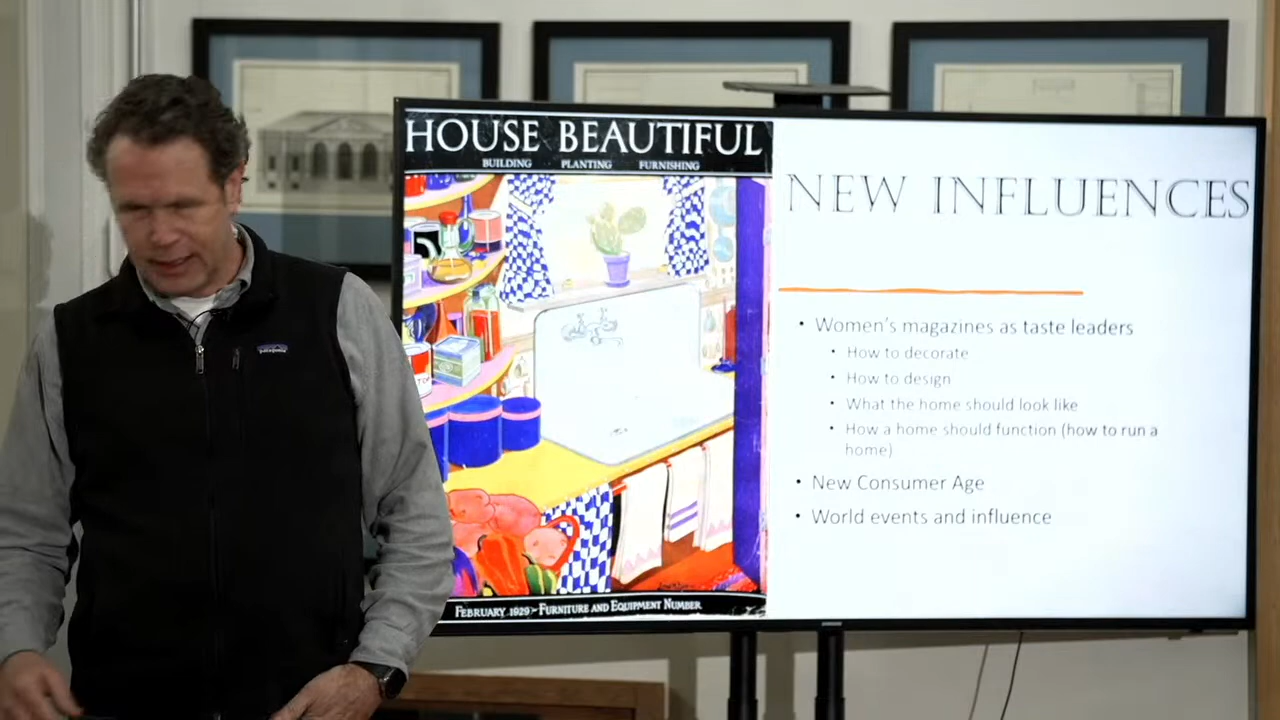 HOUSE BEAUTIFUL
BUILDING PLANTING FURNISHING
FEBRUARY 1929 - FURNITURE AND EQUIPMENT NUMBER
NEW INFLUENCES
• Women's magazines as taste leaders
• How to decorate
• How to design
• What the home should look like
• How a home should function (how to run a
home)
• New Consumer Age
• World events and influence
patagonia
SAMSUNG